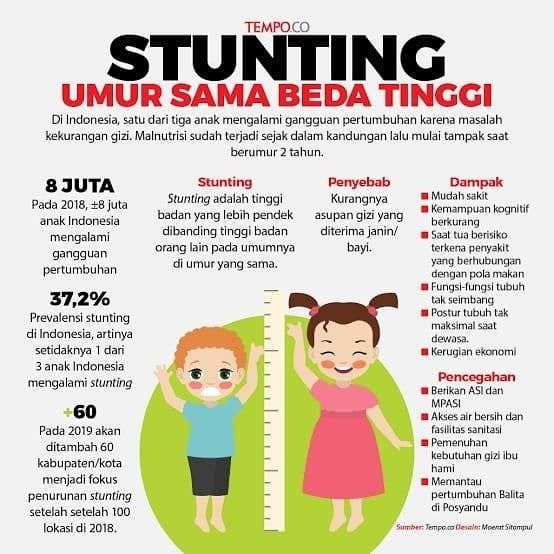 TEMPO.CO
STUNTING
UMUR SAMA BEDA TINGGI
Di Indonesia, satu dari tiga anak mengalami gangguan pertumbuhan karena masalah
kekurangan gizi. Malnutrisi sudah terjadi sejak dalam kandungan lalu mulai tampak saat
berumur 2 tahun.
8 JUTA
Pada 2018, ±8 juta
anak Indonesia
mengalami
gangguan
pertumbuhan
37,2%
Prevalensi stunting
di Indonesia, artinya
setidaknya 1 dari
3 anak Indonesia
mengalami stunting
+60
Pada 2019 akan
ditambah 60
kabupaten/kota
menjadi fokus
penurunan stunting
setelah setelah 100
lokasi di 2018.
Stunting
Stunting adalah tinggi
badan yang lebih pendek
dibanding tinggi badan
orang lain pada umumnya
di umur yang sama.
Penyebab
Kurangnya
asupan gizi yang
diterima janin/
bayi.
Dampak
Mudah sakit
Kemampuan kognitif
berkurang
Saat tua berisiko
terkena penyakit
yang berhubungan
dengan pola makan
Fungsi-fungsi tubuh
tak seimbang
Postur tubuh tak
maksimal saat
dewasa.
Kerugian ekonomi
Pencegahan
Berikan ASI dan
MPASI
Akses air bersih dan
fasilitas sanitasi
Pemenuhan
kebutuhan gizi ibu
hami
Memantau
pertumbuhan Balita
di Posyandu
Sumber: Tempo.co Desain: Moerat Sitompul